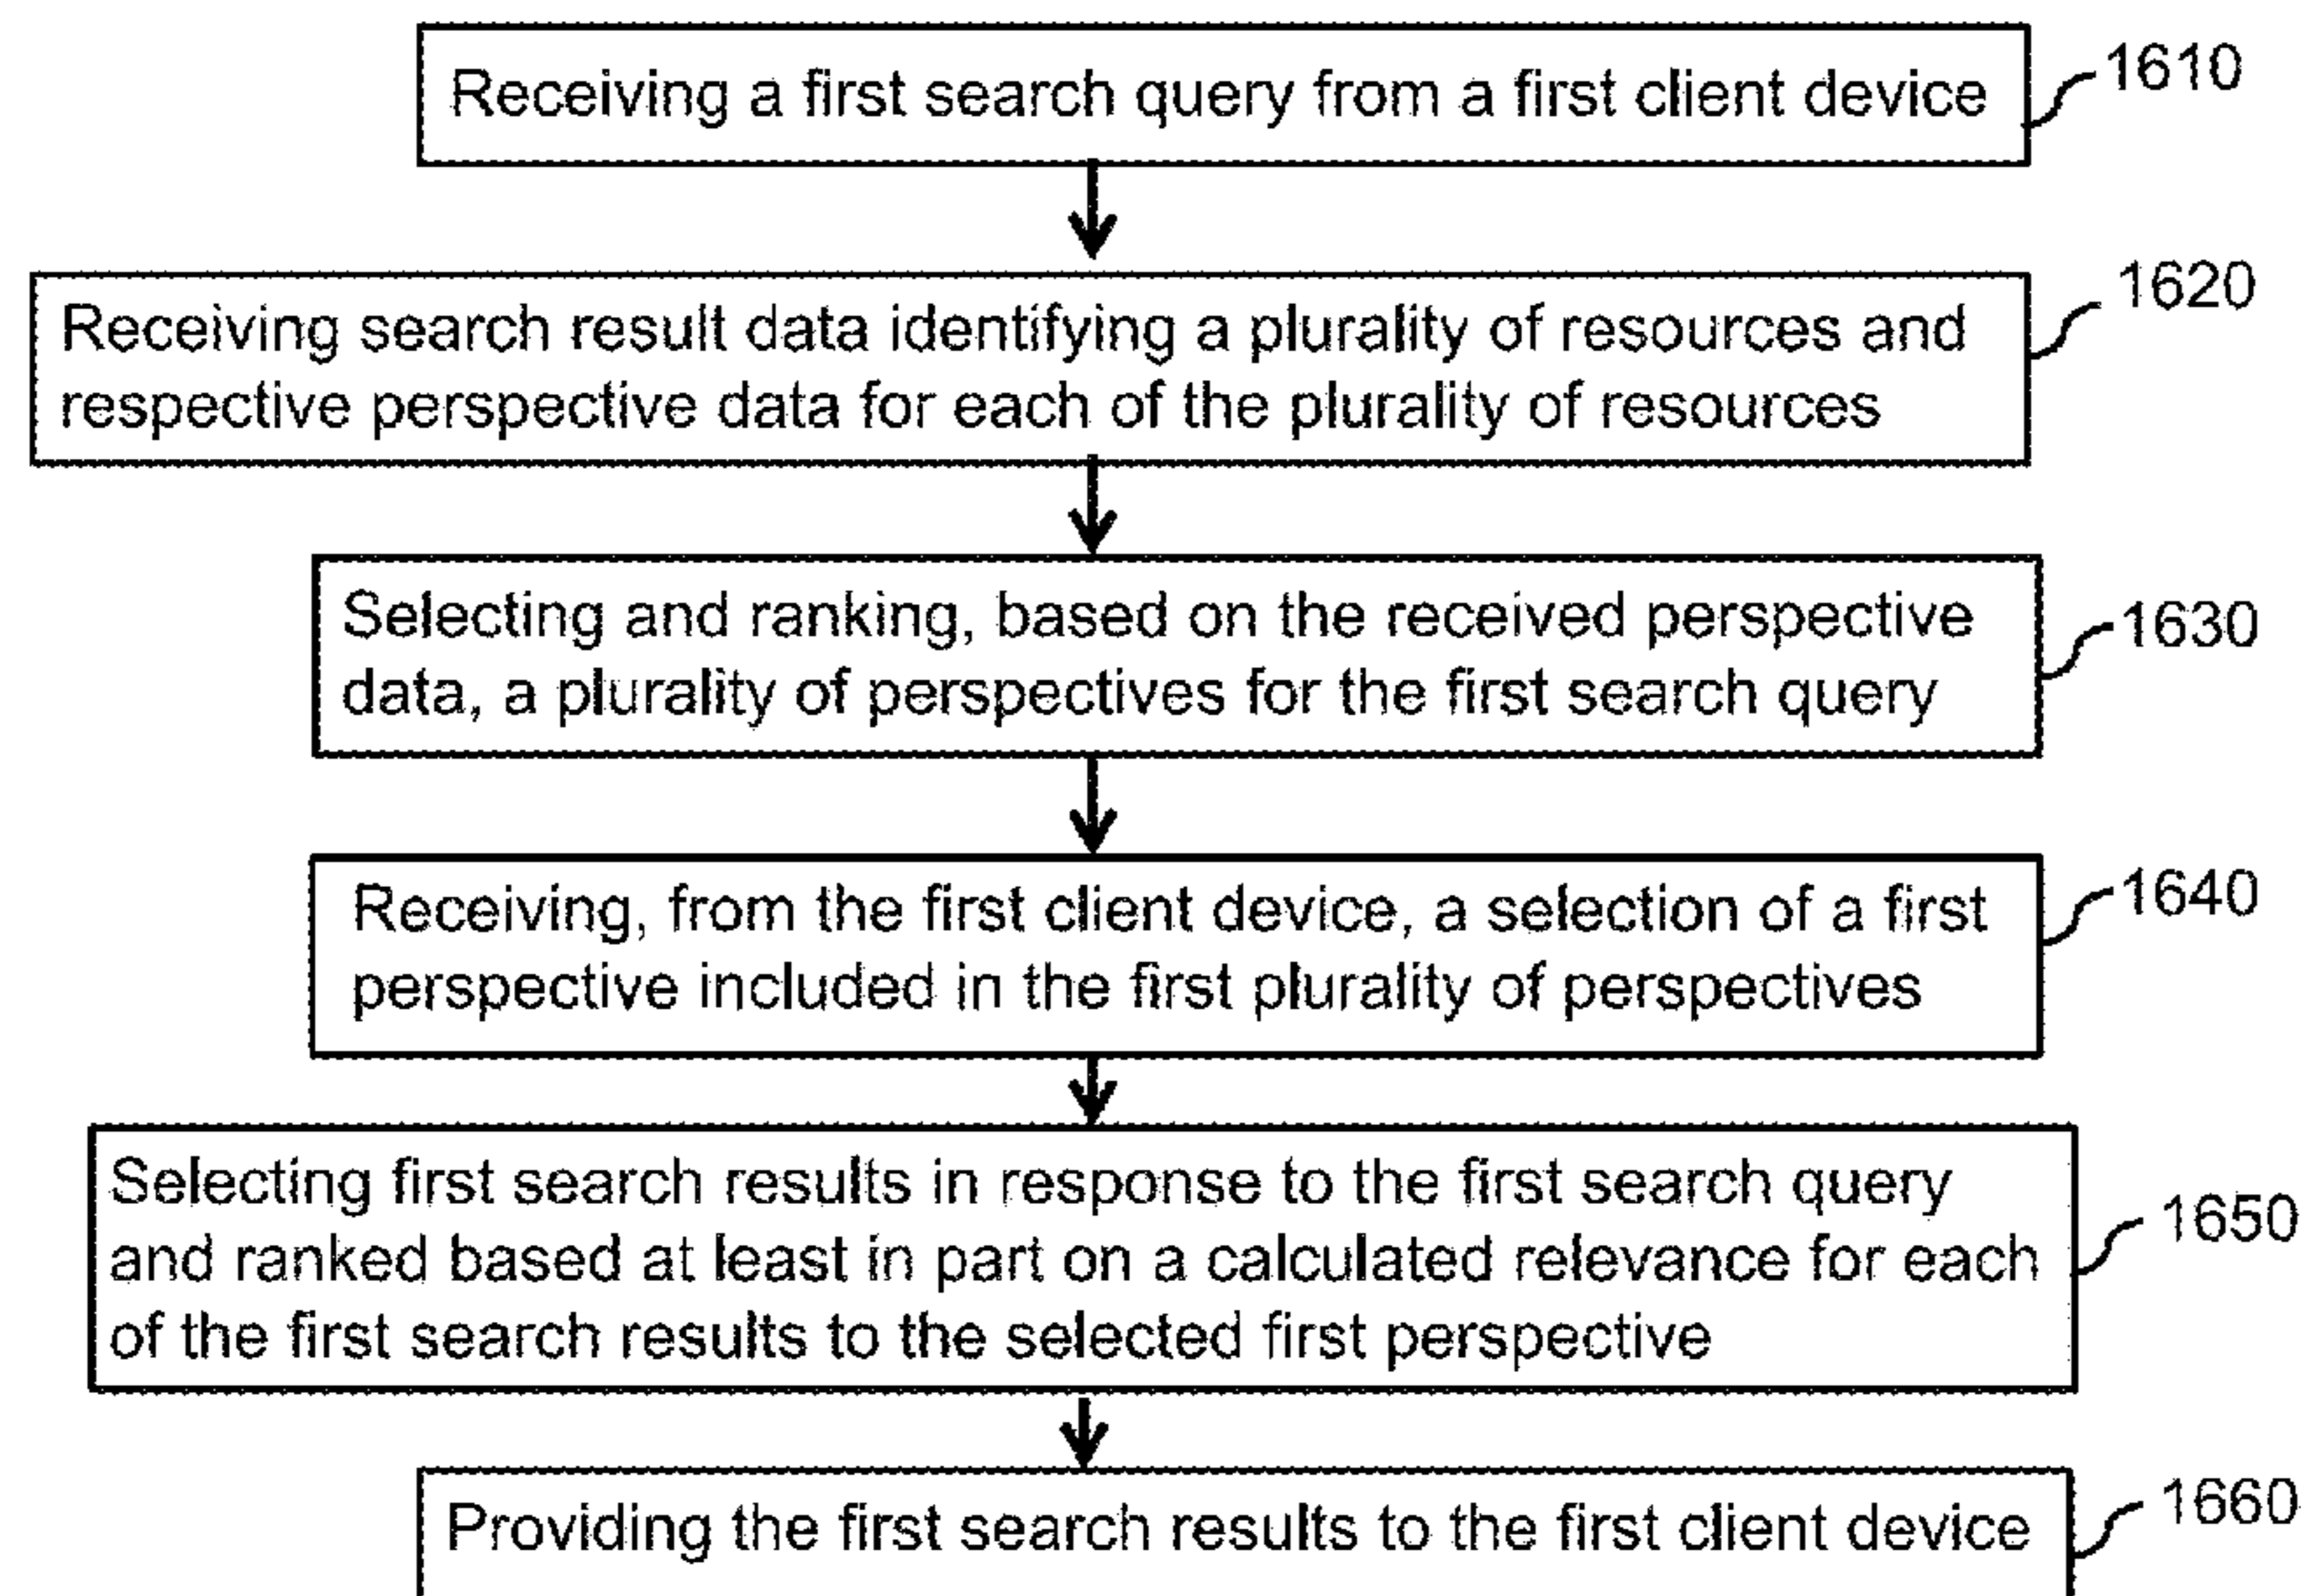 Receiving a first search query from a first client device
1610
Receiving search result data identifying a plurality of resources and
respective perspective data for each of the plurality of resources
1620
Selecting and ranking, based on the received perspective
data, a plurality of perspectives for the first search query
1630
Receiving, from the first client device, a selection of a first
perspective included in the first plurality of perspectives
1640
Selecting first search results in response to the first search query
and ranked based at least in part on a calculated relevance for each
of the first search results to the selected first perspective
1650
Providing the first search results to the first client device
1660